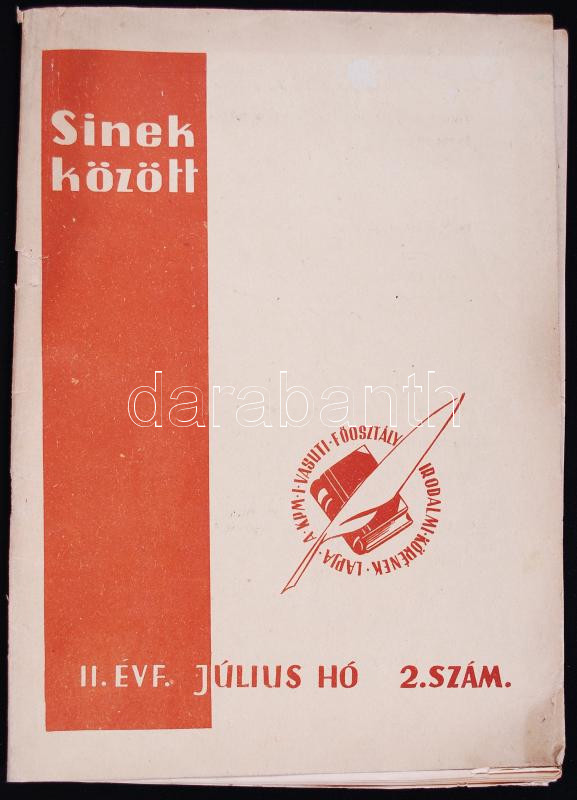 Sinek
között
darabanth
A·KPM·I·VASUTI·FŐOSZTÁLY
IRODALMI·KÖRÉNEK·LAPJA·
II. ÉVF. JÚLIUS HÓ 2. SZÁM.